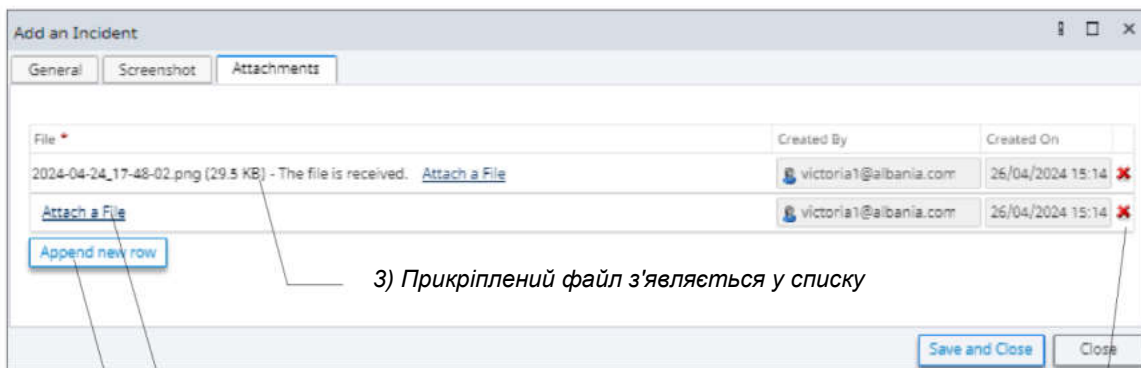 Add an Incident
General Screenshot Attachments
File * Created By Created On
2024-04-24_17-48-02.png (29.5 KB) - The file is received. Attach a File victoria1@albania.com 26/04/2024 15:14
Attach a File victoria1@albania.com 26/04/2024 15:14
Append new row
3) Прикріплений файл з'являється у списку
Save and Close Close